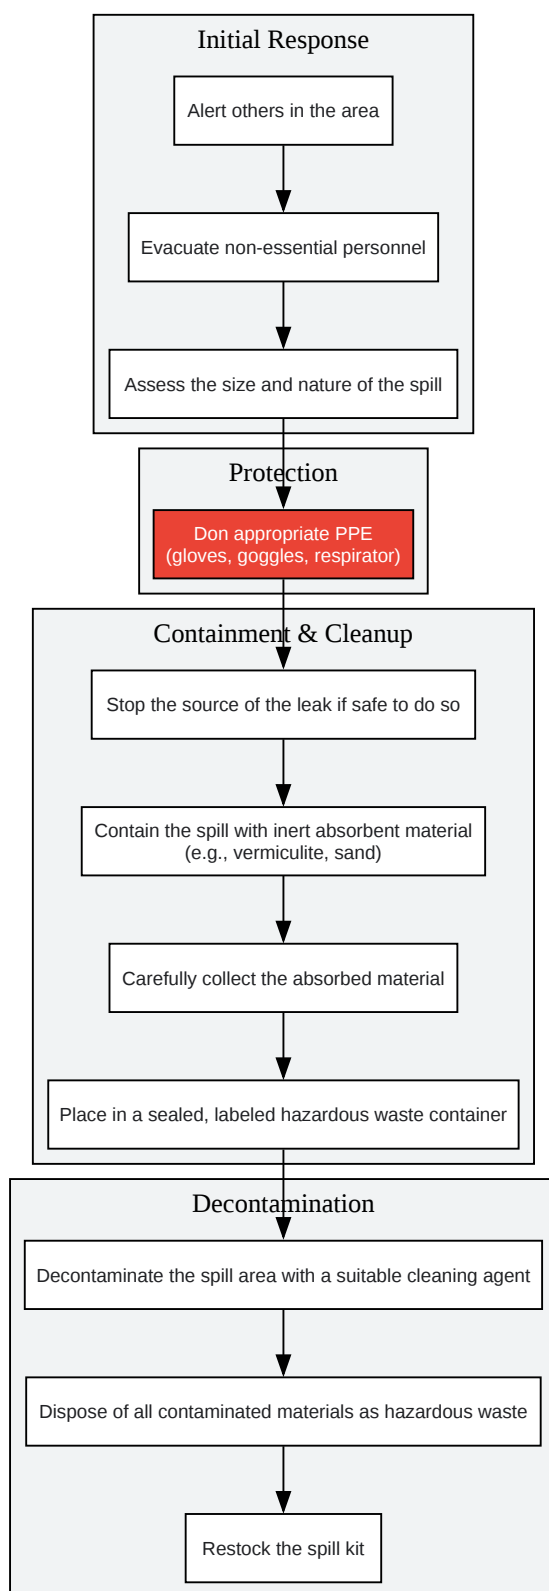 Initial Response
Alert others in the area
Evacuate non-essential personnel
Assess the size and nature of the spill
Protection
Don appropriate PPE
(gloves, goggles, respirator)
Containment & Cleanup
Stop the source of the leak if safe to do so
Contain the spill with inert absorbent material
(e.g., vermiculite, sand)
Carefully collect the absorbed material
Place in a sealed, labeled hazardous waste container
Decontamination
Decontaminate the spill area with a suitable cleaning agent
Dispose of all contaminated materials as hazardous waste
Restock the spill kit